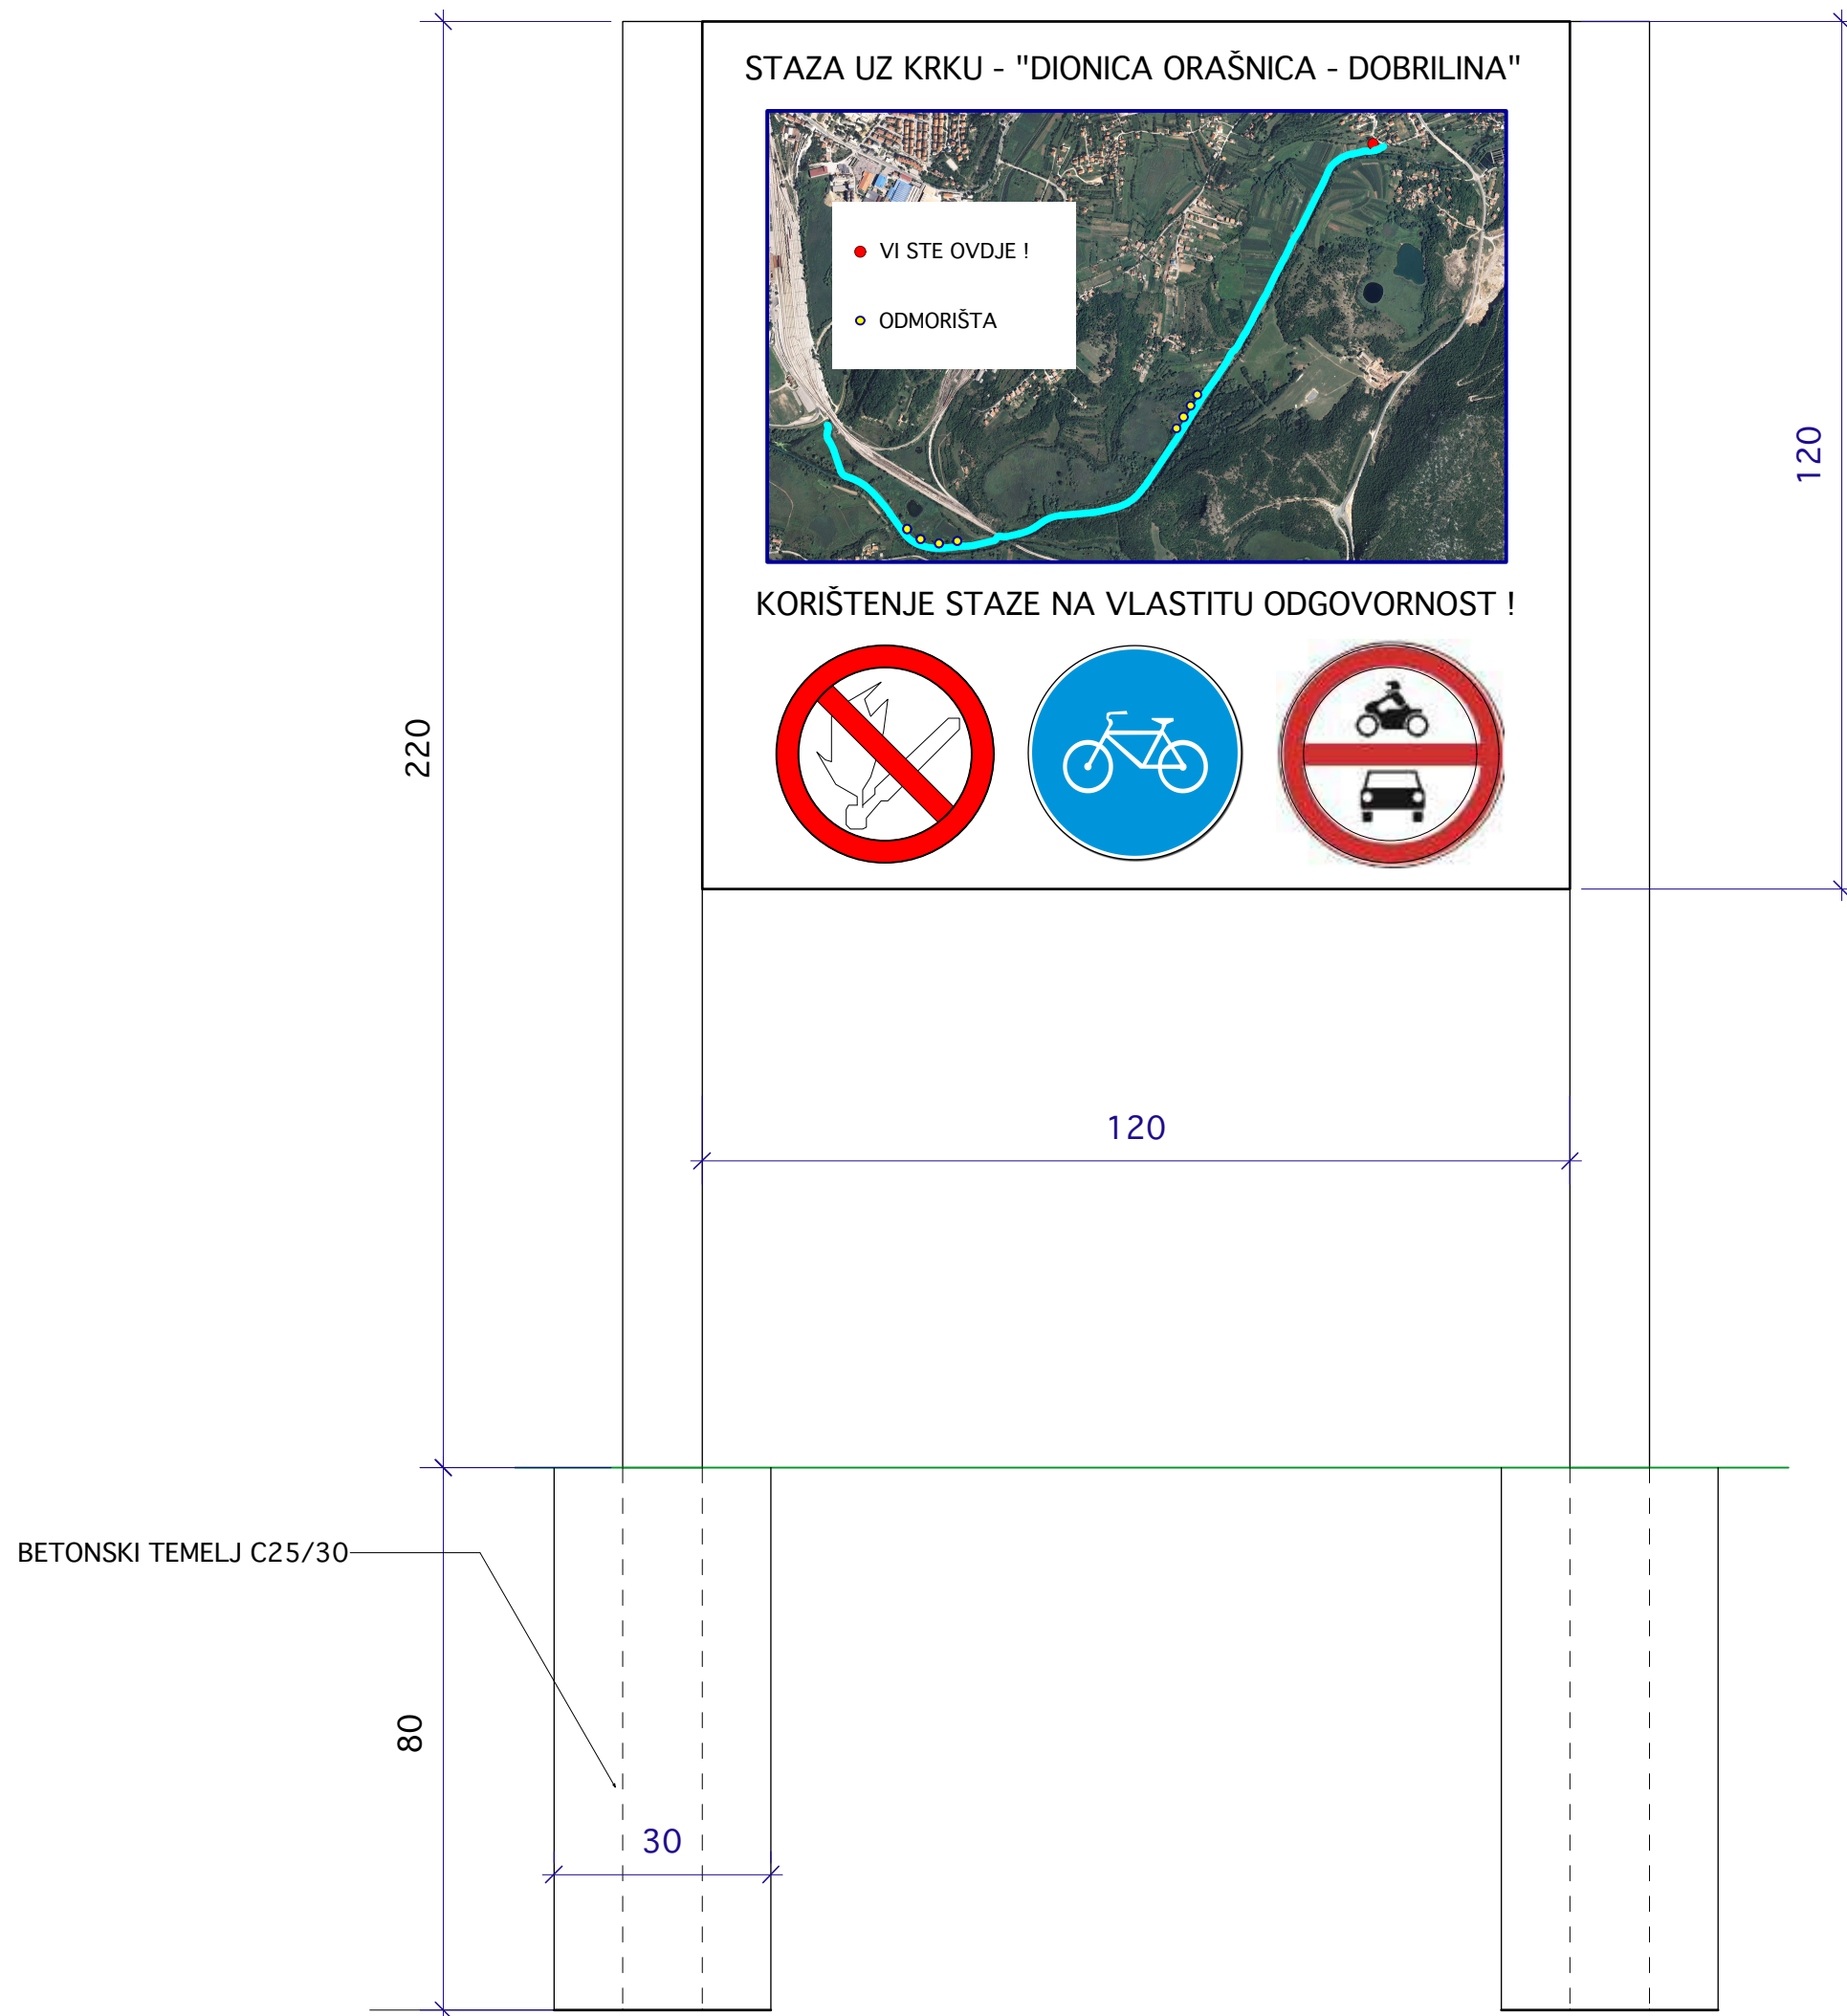 STAZA UZ KRKU - "DIONICA ORAŠNICA - DOBRILINA"
VI STE OVDJE !
ODMORIŠTA
120
KORIŠTENJE STAZE NA VLASTITU ODGOVORNOST !
220
120
BETONSKI TEMELJ C25/30
80
30